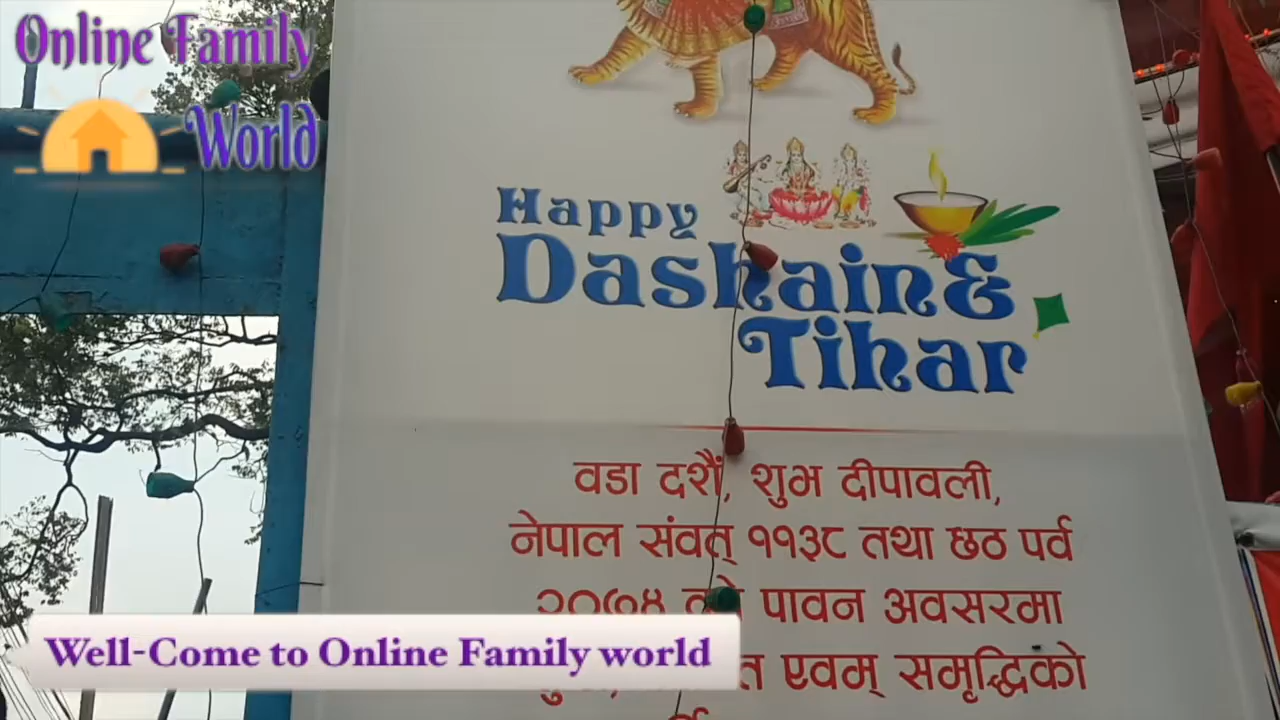 Online Family
World
Happy
Dashain &
Tihar
वडा दशैं, शुभ दीपावली,
नेपाल संवत् ११३८ तथा छठ पर्व
२०७४ को पावन अवसरमा
एवम् समृद्धिको
Well-Come to Online Family world